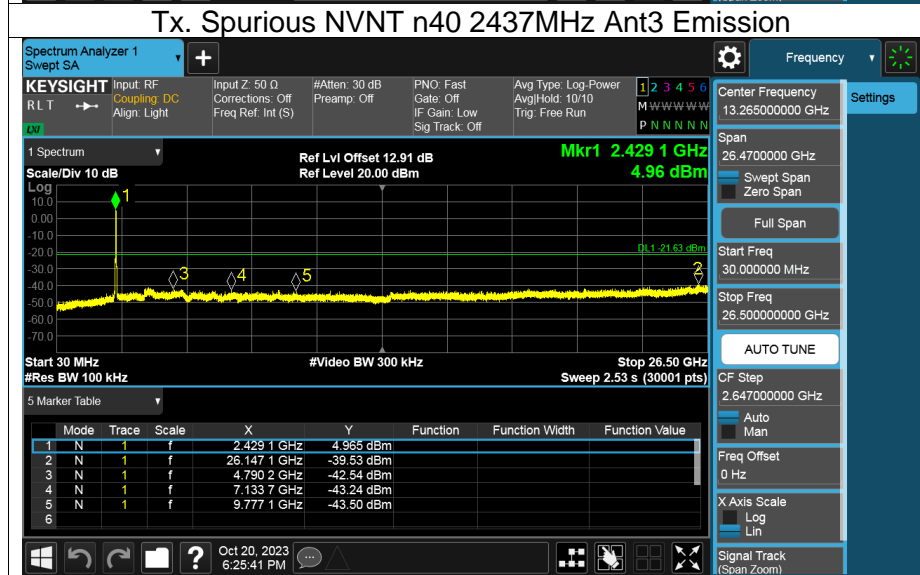 Tx. Spurious NVNT n40 2437MHz Ant3 Emission
Spectrum Analyzer 1
Swept SA
+
Frequency
KEYSIGHT Input: RF Input Z: 50 Ω #Atten: 30 dB PNO: Fast Avg Type: Log-Power 1 2 3 4 5 6
RLT Coupling: DC Corrections: Off Preamp: Off Gate: Off Avg|Hold: 10/10 M W W W W W
Align: Light Freq Ref: Int (S) IF Gain: Low Trig: Free Run
LXI Sig Track: Off P N N N N N
1 Spectrum
Ref Lvl Offset 12.91 dB Mkr1 2.429 1 GHz
Scale/Div 10 dB Ref Level 20.00 dBm 4.96 dBm
Log
10.0
0.00
-10.0
-20.0
-30.0
-40.0
-50.0
-60.0
-70.0
1
DL1 -21.63 dBm
3
4
5
2
Start 30 MHz #Video BW 300 kHz Stop 26.50 GHz
#Res BW 100 kHz Sweep 2.53 s (30001 pts)
5 Marker Table
Mode Trace Scale X Y Function Function Width Function Value
1 N 1 f 2.429 1 GHz 4.965 dBm
2 N 1 f 26.147 1 GHz -39.53 dBm
3 N 1 f 4.790 2 GHz -42.54 dBm
4 N 1 f 7.133 7 GHz -43.24 dBm
5 N 1 f 9.777 1 GHz -43.50 dBm
6
Oct 20, 2023
6:25:41 PM
?
Center Frequency
13.265000000 GHz
Settings
Span
26.4700000 GHz
Swept Span
Zero Span
Full Span
Start Freq
30.000000 MHz
Stop Freq
26.500000000 GHz
AUTO TUNE
CF Step
2.647000000 GHz
Auto
Man
Freq Offset
0 Hz
X Axis Scale
Log
Lin
Signal Track
(Span Zoom)